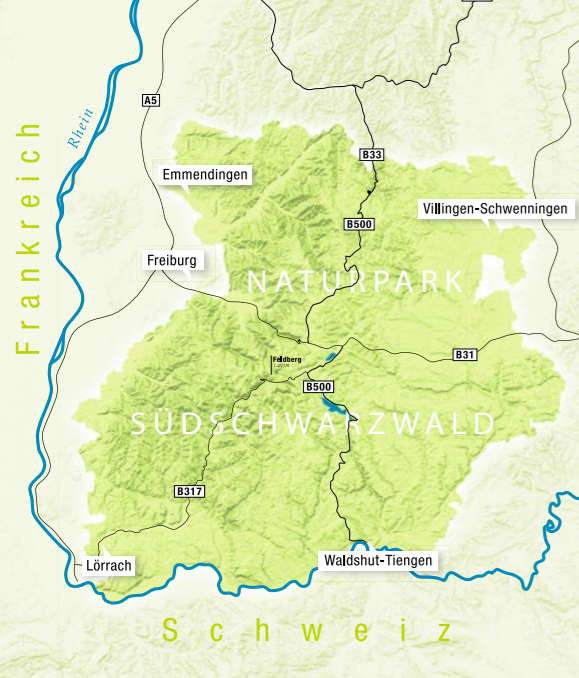 A5
Rhein
Frankreich
B33
Emmendingen
Villingen-Schwenningen
B500
Freiburg
NATURPARK
B31
Feldberg
B500
SÜDSCHWARZWALD
B317
Lörrach
Waldshut-Tiengen
Schweiz